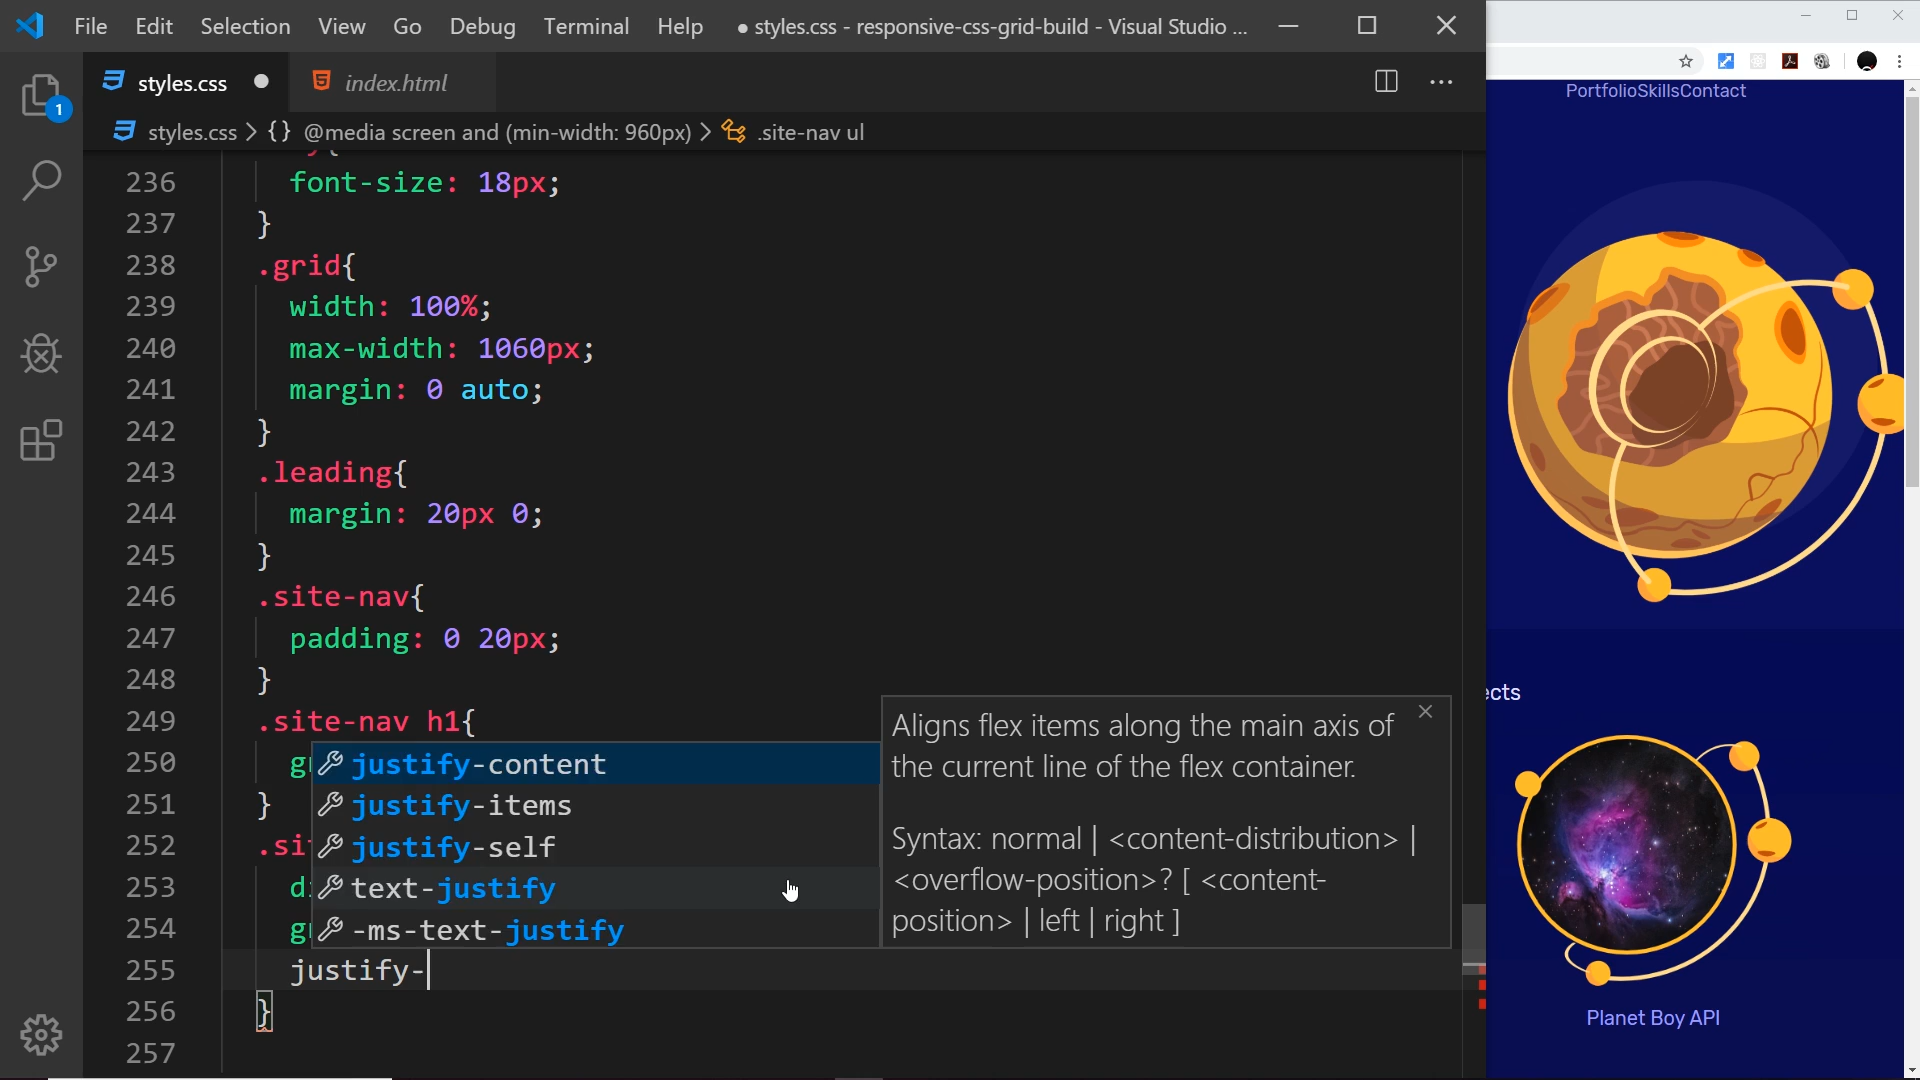 File Edit Selection View Go Debug Terminal Help ● styles.css - responsive-css-grid-build - Visual Studio ...
styles.css ● index.html
styles.css > {} @media screen and (min-width: 960px) > .site-nav ul
236 font-size: 18px;
237 }
238 .grid{
239 width: 100%;
240 max-width: 1060px;
241 margin: 0 auto;
242 }
243 .leading{
244 margin: 20px 0;
245 }
246 .site-nav{
247 padding: 0 20px;
248 }
249 .site-nav h1{
250 g
251 }
252 .si
253 d
254 g
255 justify-
256 }
257
justify-content
justify-items
justify-self
text-justify
-ms-text-justify
Aligns flex items along the main axis of
the current line of the flex container.
Syntax: normal | <content-distribution> |
<overflow-position>? [ <content-
position> | left | right ]
1
PortfolioSkillsContact
ects
Planet Boy API